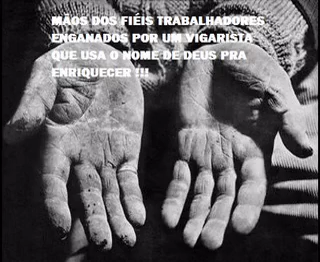 MÃOS DOS FIÉIS TRABALHADORES
ENGANADOS POR UM VIGARISTA
QUE USA O NOME DE DEUS PRA
ENRIQUECER !!!